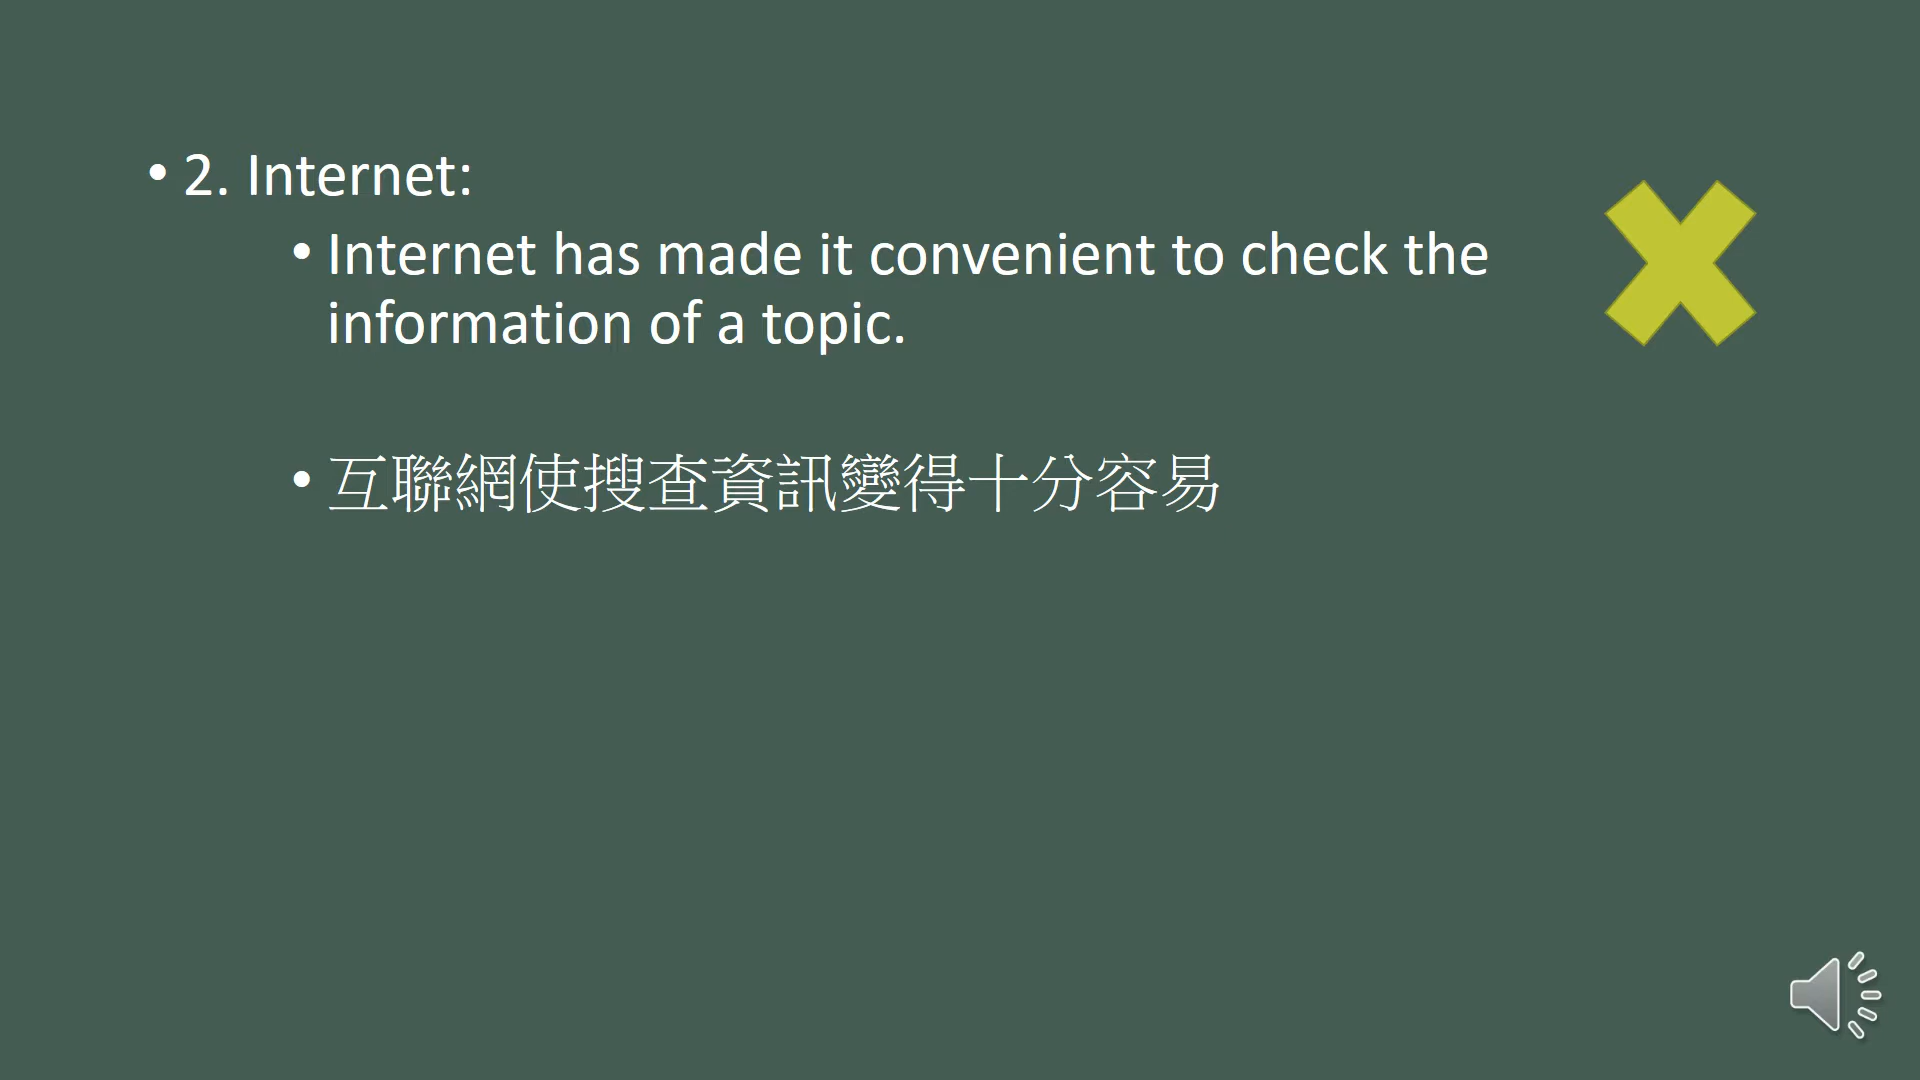 • 2. Internet:
• Internet has made it convenient to check the
information of a topic.
• 互聯網使搜查資訊變得十分容易